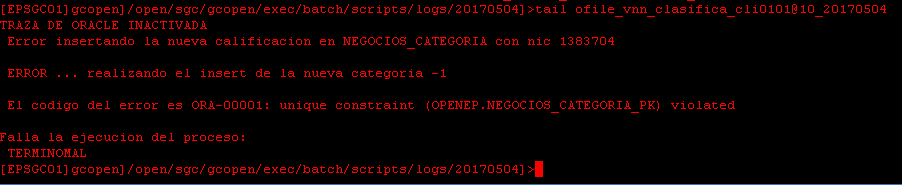 [EPSGC01]gcopen]/open/sgc/gcopen/exec/batch/scripts/logs/20170504]>tail ofile_vnn_clasifica_cli0101010_20170504
TRAZA DE ORACLE INACTIVADA
Error insertando la nueva calificacion en NEGOCIOS_CATEGORIA con nic 1383704
ERROR ... realizando el insert de la nueva categoria -1
El codigo del error es ORA-00001: unique constraint (OPENEP.NEGOCIOS_CATEGORIA_PK) violated
Falla la ejecucion del proceso:
TERMINOMAL
[EPSGC01]gcopen]/open/sgc/gcopen/exec/batch/scripts/logs/20170504]>